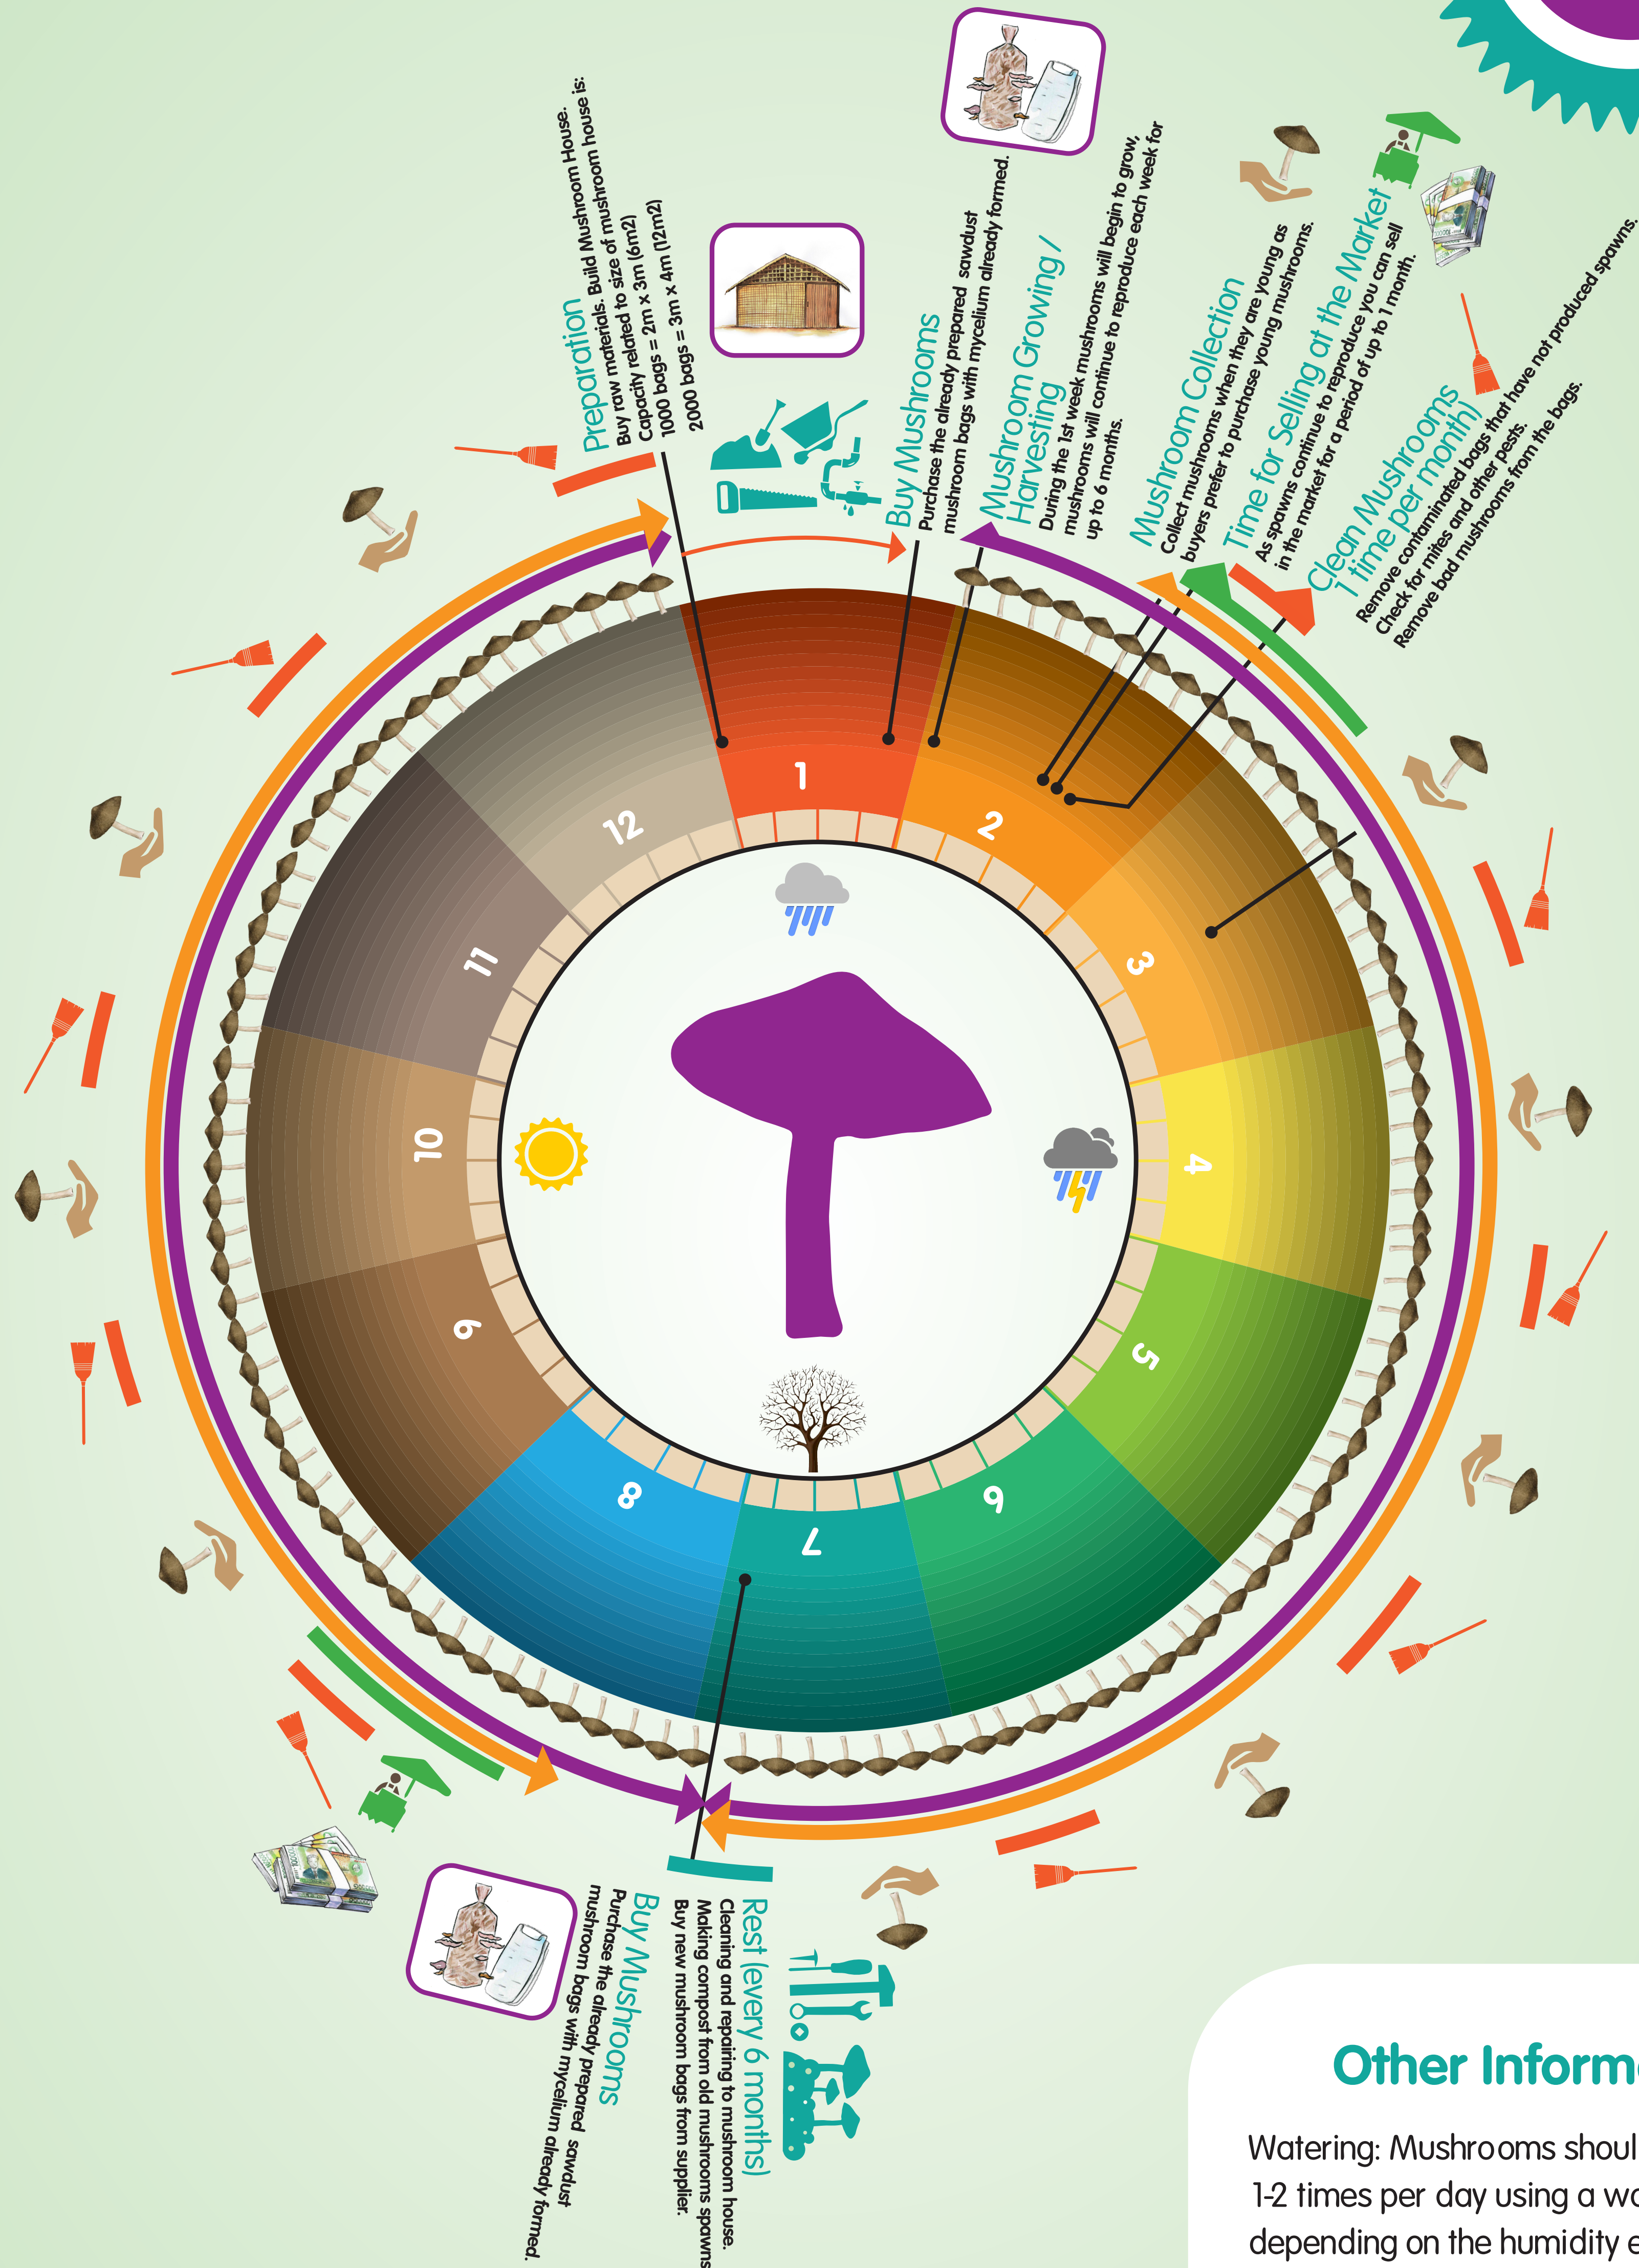 Preparation
Buy raw materials. Build Mushroom House.
Capacity related to size of mushroom house is:
1000 bags = 2m x 3m (6m2)
2000 bags = 3m x 4m (12m2)
Buy Mushrooms
Purchase the already prepared sawdust
mushroom bags with mycelium already formed.
Mushroom Growing /
Harvesting
During the 1st week mushrooms will begin to grow,
mushrooms will continue to reproduce each week for
up to 6 months.
Mushroom Collection
Collect mushrooms when they are young as
buyers prefer to purchase young mushrooms.
Time for Selling at the Market
As spawns continue to reproduce you can sell
in the market for a period of up to 1 month.
Clean Mushrooms
1 time per month)
Remove contaminated bags that have not produced spawns.
Check for mites and other pests.
Remove bad mushrooms from the bags.
1
2
3
4
5
6
7
8
9
10
11
12
Rest (every 6 months)
Cleaning and repairing to mushroom house.
Making compost from old mushrooms spawns
Buy new mushroom bags from supplier.
Buy Mushrooms
Purchase the already prepared sawdust
mushroom bags with mycelium already formed.
Other Inform
Watering: Mushrooms shoul
1-2 times per day using a wa
depending on the humidity e